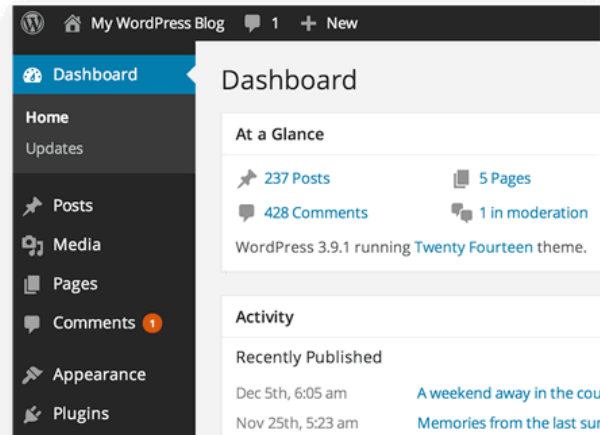 My WordPress Blog 1 + New
Dashboard
Home
Updates
Posts
Media
Pages
Comments 1
Appearance
Plugins
Dashboard
At a Glance
237 Posts 5 Pages
428 Comments 1 in moderation
WordPress 3.9.1 running Twenty Fourteen theme.
Activity
Recently Published
Dec 5th, 6:05 am A weekend away in the
Nov 25th, 5:23 am Memories from the last